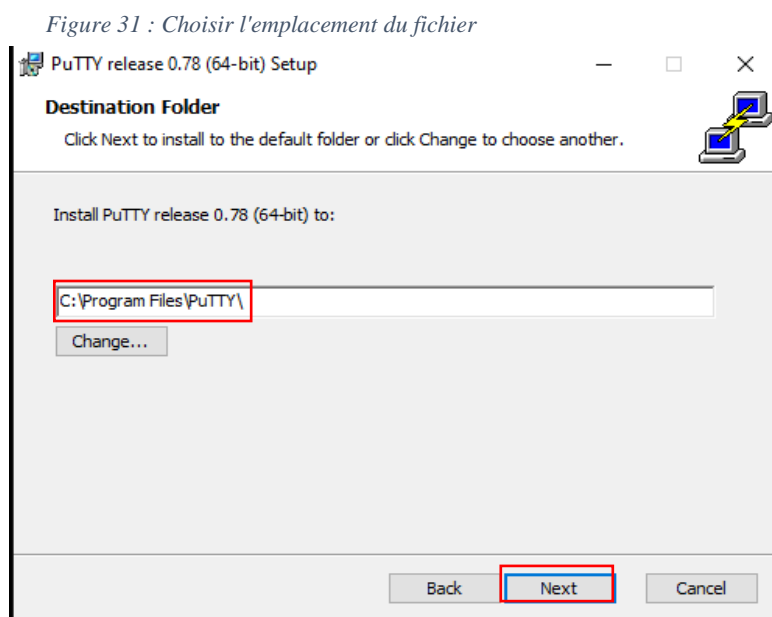 Figure 31 : Choisir l'emplacement du fichier
PuTTY release 0.78 (64-bit) Setup
Destination Folder
Click Next to install to the default folder or click Change to choose another.
Install PuTTY release 0.78 (64-bit) to:
C:\Program Files\PuTTY\
Change...
Back Next Cancel